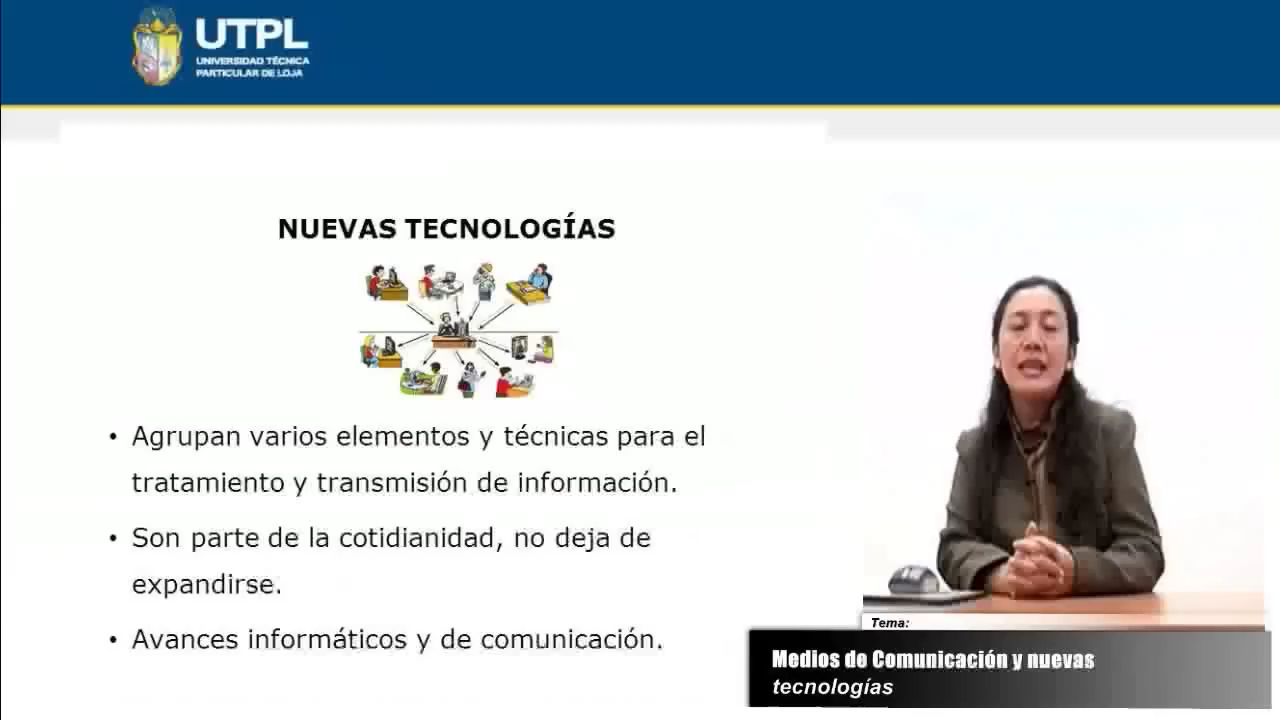 UTPL
UNIVERSIDAD TÉCNICA
PARTICULAR DE LOJA
NUEVAS TECNOLOGÍAS
• Agrupan varios elementos y técnicas para el
tratamiento y transmisión de información.
• Son parte de la cotidianidad, no deja de
expandirse.
• Avances informáticos y de comunicación.
Tema:
Medios de Comunicación y nuevas
tecnologías